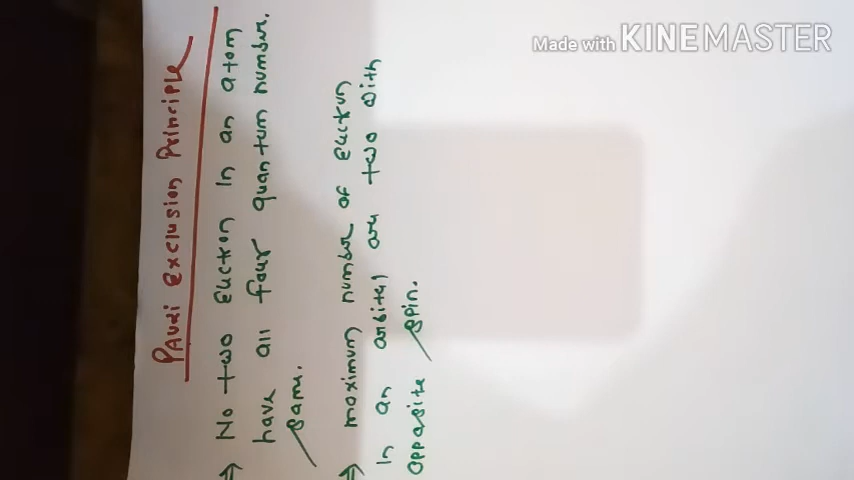 Made with KINEMASTER
Pauli Exclusion Principle
⇒ No two Electron In an atom
have all four quantum number.
same.
⇒ maximum number of Electron
In an orbital are two with
opposite spin.